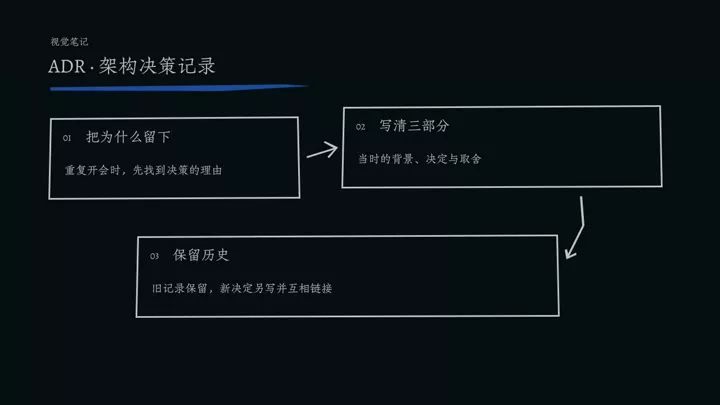 视觉笔记
ADR · 架构决策记录
01 把为什么留下
重复开会时，先找到决策的理由
02 写清三部分
当时的背景、决定与取舍
03 保留历史
旧记录保留，新决定另写并互相链接